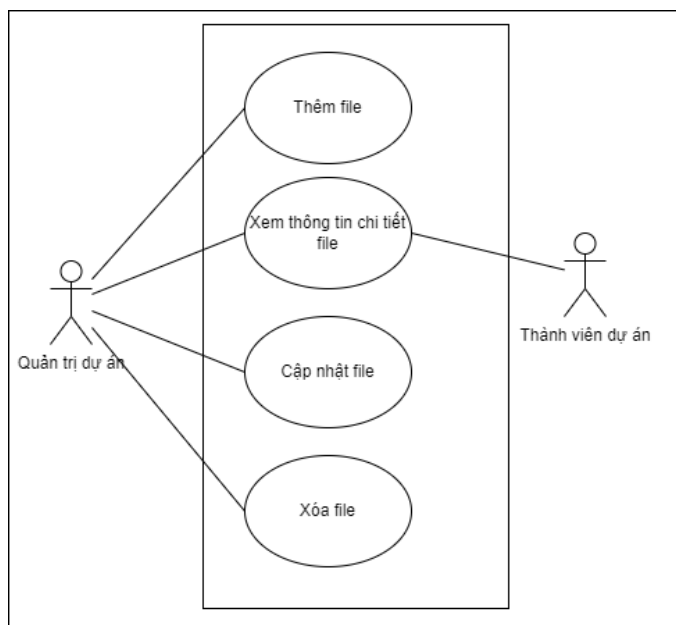 Thêm file
Xem thông tin chi tiết
file
Quản trị dự án
Thành viên dự án
Cập nhật file
Xóa file